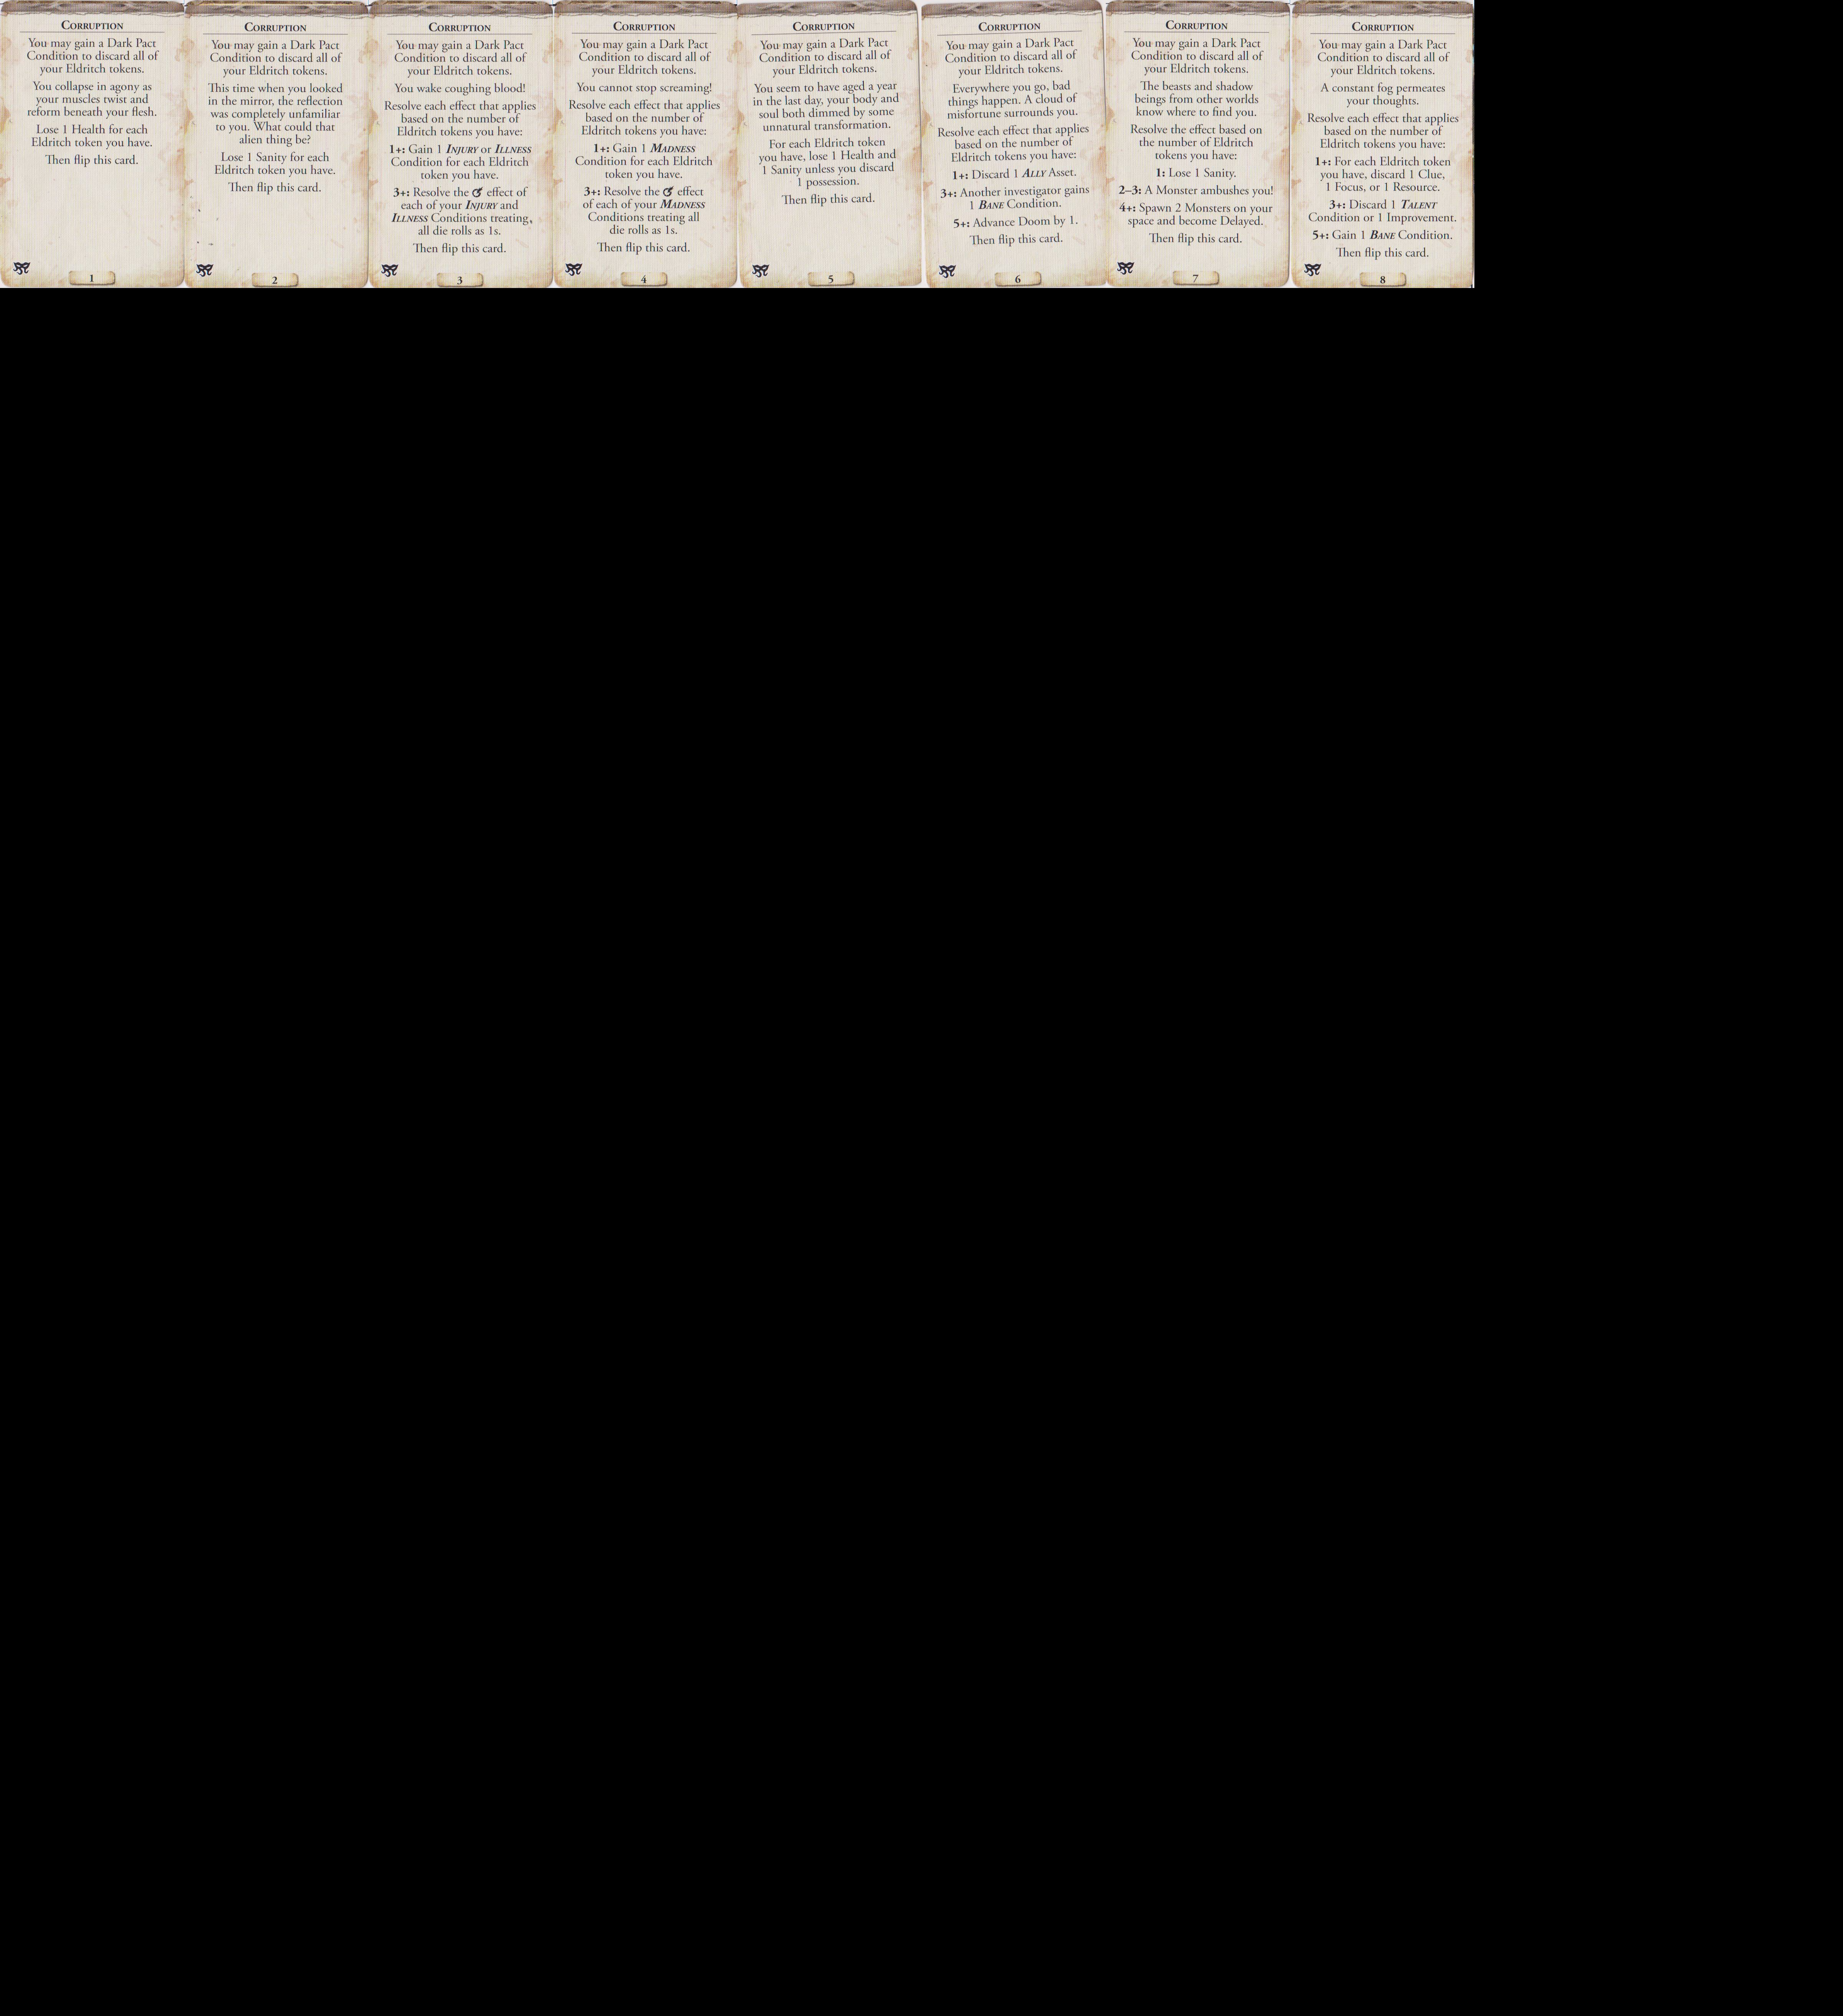 CORRUPTION
You may gain a Dark Pact
Condition to discard all of
your Eldritch tokens.
You collapse in agony as
your muscles twist and
reform beneath your flesh.
Lose 1 Health for each
Eldritch token you have.
Then flip this card.
1
CORRUPTION
You may gain a Dark Pact
Condition to discard all of
your Eldritch tokens.
This time when you looked
in the mirror, the reflection
was completely unfamiliar
to you. What could that
alien thing be?
Lose 1 Sanity for each
Eldritch token you have.
Then flip this card.
2
CORRUPTION
You may gain a Dark Pact
Condition to discard all of
your Eldritch tokens.
You wake coughing blood!
Resolve each effect that applies
based on the number of
Eldritch tokens you have:
1+: Gain 1 INJURY or ILLNESS
Condition for each Eldritch
token you have.
3+: Resolve the effect of
each of your INJURY and
ILLNESS Conditions treating
all die rolls as 1s.
Then flip this card.
3
CORRUPTION
You may gain a Dark Pact
Condition to discard all of
your Eldritch tokens.
You cannot stop screaming!
Resolve each effect that applies
based on the number of
Eldritch tokens you have:
1+: Gain 1 MADNESS
Condition for each Eldritch
token you have.
3+: Resolve the effect
of each of your MADNESS
Conditions treating all
die rolls as 1s.
Then flip this card.
4
CORRUPTION
You may gain a Dark Pact
Condition to discard all of
your Eldritch tokens.
You seem to have aged a year
in the last day, your body and
soul both dimmed by some
unnatural transformation.
For each Eldritch token
you have, lose 1 Health and
1 Sanity unless you discard
1 possession.
Then flip this card.
5
CORRUPTION
You may gain a Dark Pact
Condition to discard all of
your Eldritch tokens.
Everywhere you go, bad
things happen. A cloud of
misfortune surrounds you.
Resolve each effect that applies
based on the number of
Eldritch tokens you have:
1+: Discard 1 ALLY Asset.
3+: Another investigator gains
1 BANE Condition.
5+: Advance Doom by 1.
Then flip this card.
6
CORRUPTION
You may gain a Dark Pact
Condition to discard all of
your Eldritch tokens.
The beasts and shadow
beings from other worlds
know where to find you.
Resolve the effect based on
the number of Eldritch
tokens you have:
1: Lose 1 Sanity.
2–3: A Monster ambushes you!
4+: Spawn 2 Monsters on your
space and become Delayed.
Then flip this card.
7
CORRUPTION
You may gain a Dark Pact
Condition to discard all of
your Eldritch tokens.
A constant fog permeates
your thoughts.
Resolve each effect that applies
based on the number of
Eldritch tokens you have:
1+: For each Eldritch token
you have, discard 1 Clue,
1 Focus, or 1 Resource.
3+: Discard 1 TALENT
Condition or 1 Improvement.
5+: Gain 1 BANE Condition.
Then flip this card.
8